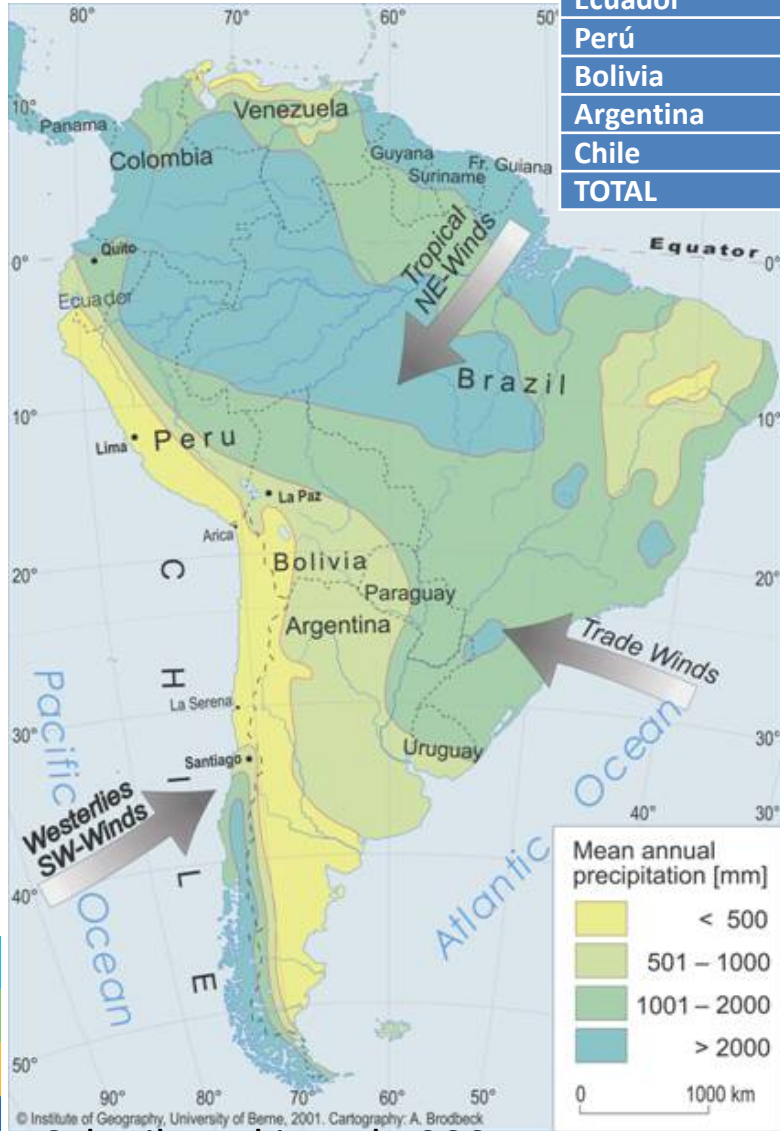 80°
70°
60°
50°
Ecuador
Perú
Bolivia
Argentina
Chile
TOTAL
10°
Panama
Venezuela
Colombia
Guyana
Suriname
Fr. Guiana
Tropical
NE-Winds
Equator
0°
Quito
0°
Ecuador
Brazil
10°
10°
Lima
Peru
La Paz
Arica
Bolivia
20°
20°
Paraguay
Argentina
Trade Winds
CHILE
La Serena
Pacific
Ocean
30°
30°
Santiago
Uruguay
Atlantic Ocean
40°
30°
Westerlies
SW-Winds
40°
Mean annual
precipitation [mm]
< 500
501 – 1000
1001 – 2000
> 2000
50°
90°
80°
70°
60°
50°
0
1000 km
© Institute of Geography, University of Berne, 2001. Cartography: A. Brodbeck